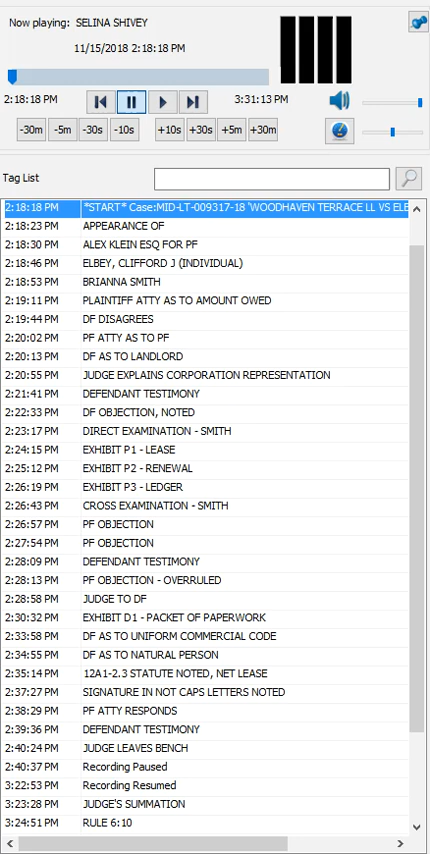 Now playing: SELINA SHIVEY
11/15/2018 2:18:18 PM
2:18:18 PM 3:31:13 PM
-30m -5m -30s -10s +10s +30s +5m +30m
Tag List
2:18:18 PM *START* Case:MID-LT-009317-18 'WOODHAVEN TERRACE LL VS ELE
2:18:23 PM APPEARANCE OF
2:18:30 PM ALEX KLEIN ESQ FOR PF
2:18:46 PM ELBEY, CLIFFORD J (INDIVIDUAL)
2:18:53 PM BRIANNA SMITH
2:19:11 PM PLAINTIFF ATTY AS TO AMOUNT OWED
2:19:44 PM DF DISAGREES
2:20:02 PM PF ATTY AS TO PF
2:20:13 PM DF AS TO LANDLORD
2:20:55 PM JUDGE EXPLAINS CORPORATION REPRESENTATION
2:21:41 PM DEFENDANT TESTIMONY
2:22:33 PM DF OBJECTION, NOTED
2:23:17 PM DIRECT EXAMINATION - SMITH
2:24:15 PM EXHIBIT P1 - LEASE
2:25:12 PM EXHIBIT P2 - RENEWAL
2:26:19 PM EXHIBIT P3 - LEDGER
2:26:43 PM CROSS EXAMINATION - SMITH
2:26:57 PM PF OBJECTION
2:27:54 PM PF OBJECTION
2:28:09 PM DEFENDANT TESTIMONY
2:28:13 PM PF OBJECTION - OVERRULED
2:28:58 PM JUDGE TO DF
2:30:32 PM EXHIBIT D1 - PACKET OF PAPERWORK
2:33:58 PM DF AS TO UNIFORM COMMERCIAL CODE
2:34:55 PM DF AS TO NATURAL PERSON
2:35:14 PM 12A1-2.3 STATUTE NOTED, NET LEASE
2:37:27 PM SIGNATURE IN NOT CAPS LETTERS NOTED
2:38:29 PM PF ATTY RESPONDS
2:39:36 PM DEFENDANT TESTIMONY
2:40:24 PM JUDGE LEAVES BENCH
2:40:37 PM Recording Paused
3:22:53 PM Recording Resumed
3:23:28 PM JUDGE'S SUMMATION
3:24:51 PM RULE 6:10